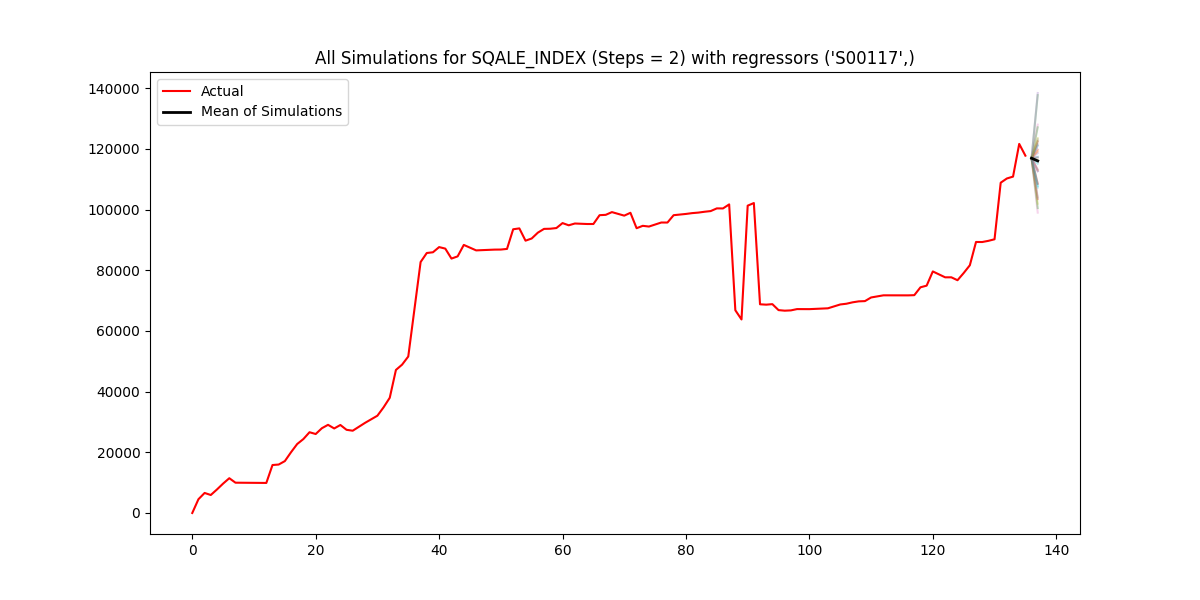 All Simulations for SQALE_INDEX (Steps = 2) with regressors ('S00117',)
Actual
Mean of Simulations
140000
120000
100000
80000
60000
40000
20000
0
0 20 40 60 80 100 120 140